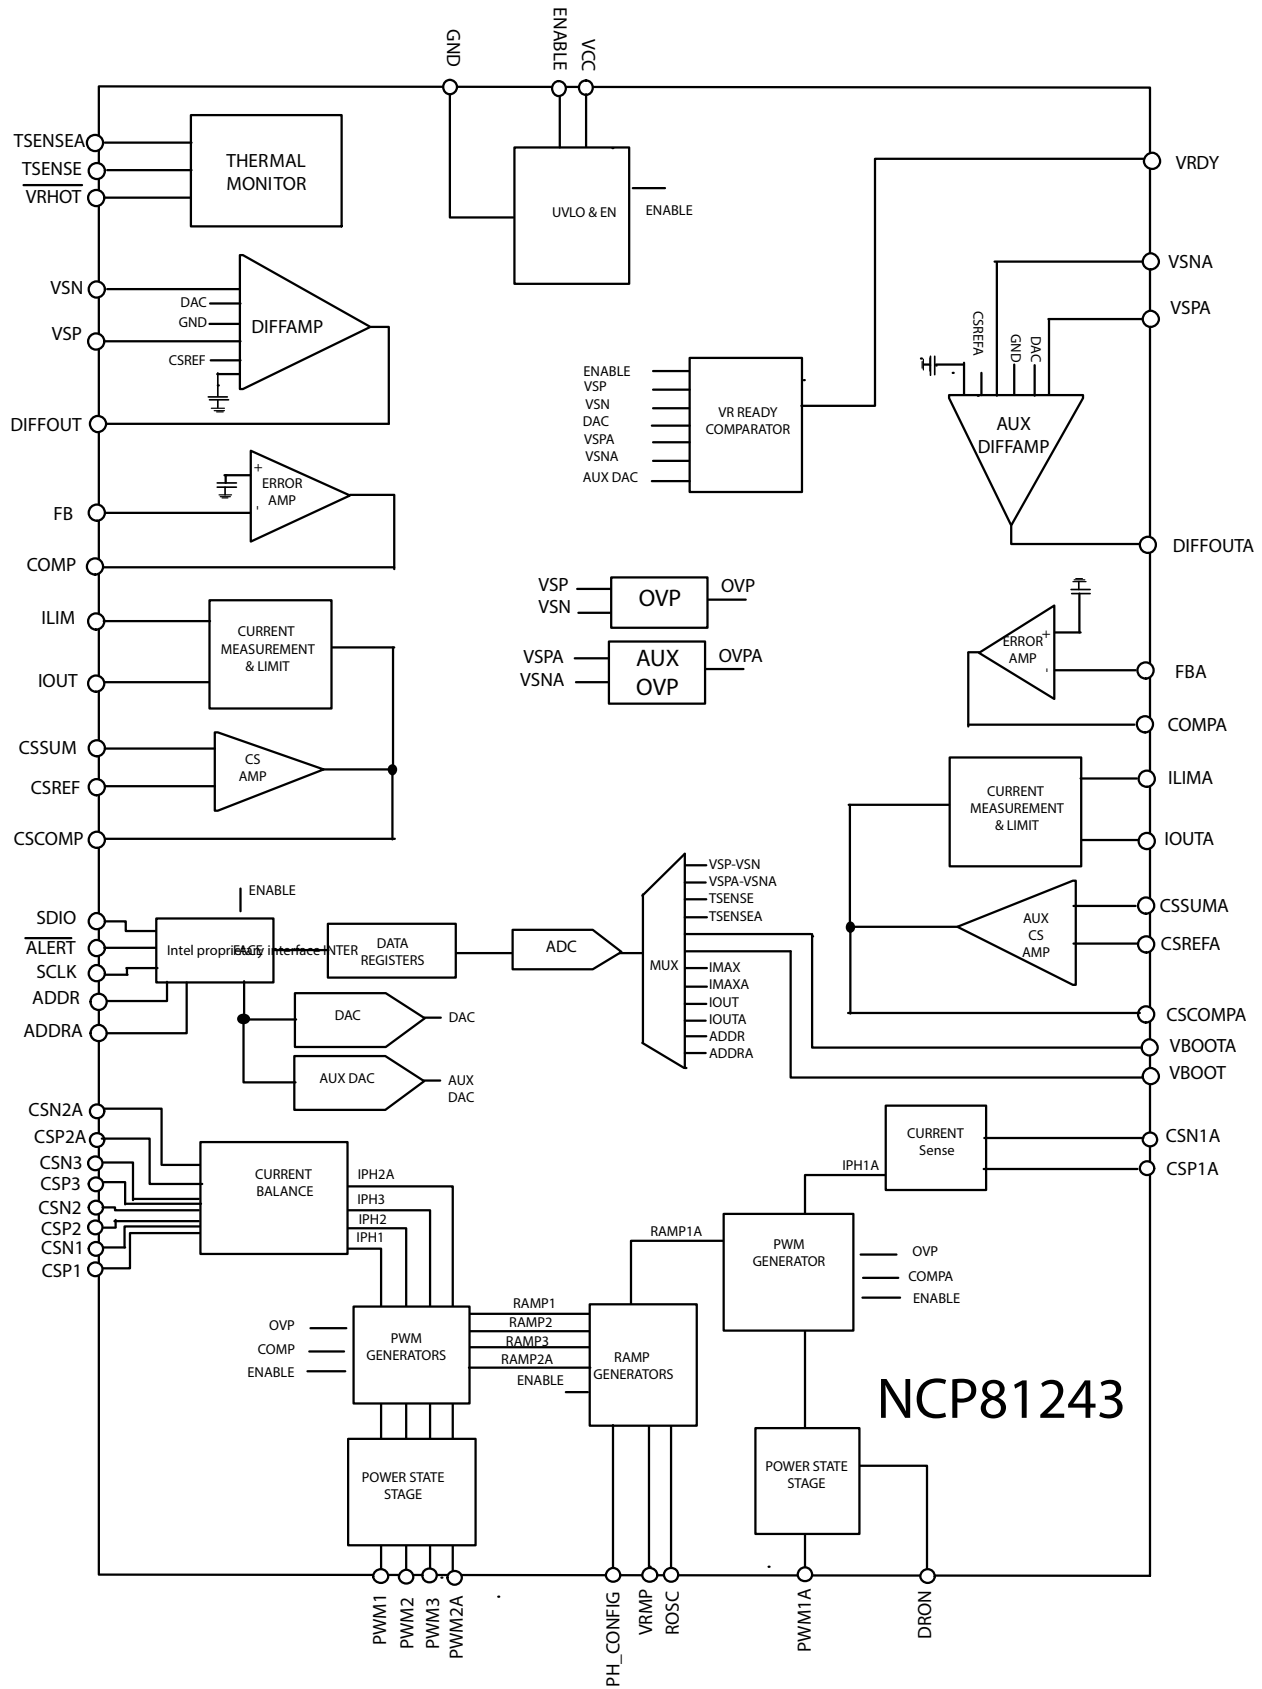 GND
ENABLE
VCC
TSENSEA
TSENSE
VRHOT
THERMAL
MONITOR
UVLO & EN
ENABLE
VRDY
VSN
DAC
GND
VSP
CSREF
DIFFAMP
DIFFOUT
VSNA
VSPA
CSREFA
GND
DAC
AUX
DIFFAMP
DIFFOUTA
ENABLE
VSP
VSN
DAC
VSPA
VSNA
AUX DAC
VR READY
COMPARATOR
+
ERROR
AMP
-
FB
COMP
VSP
VSN
OVP
OVP
VSPA
VSNA
AUX
OVP
OVPA
ERROR
AMP
+
-
FBA
COMPA
ILIM
IOUT
CURRENT
MEASUREMENT
& LIMIT
CSSUM
CSREF
CS
AMP
CSCOMP
CURRENT
MEASUREMENT
& LIMIT
ILIMA
IOUTA
AUX
CS
AMP
CSSUMA
CSREFA
CSCOMPA
VBOOTA
VBOOT
ENABLE
SDIO
ALERT
SCLK
ADDR
ADDRA
Intel proprietary interface INTERFACE
DATA
REGISTERS
ADC
MUX
VSP-VSN
VSPA-VSNA
TSENSE
TSENSEA
IMAX
IMAXA
IOUT
IOUTA
ADDR
ADDRA
DAC
DAC
AUX DAC
AUX
DAC
CSN2A
CSP2A
CSN3
CSP3
CSN2
CSP2
CSN1
CSP1
CURRENT
BALANCE
IPH2A
IPH3
IPH2
IPH1
CURRENT
Sense
CSN1A
CSP1A
IPH1A
RAMP1A
PWM
GENERATOR
OVP
COMPA
ENABLE
OVP
COMP
ENABLE
PWM
GENERATORS
RAMP1
RAMP2
RAMP3
RAMP2A
ENABLE
RAMP
GENERATORS
NCP81243
POWER STATE
STAGE
POWER STATE
STAGE
PWM1
PWM2
PWM3
PWM2A
PH_CONFIG
VRMP
ROSC
PWM1A
DRON